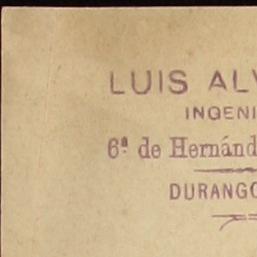 LUIS ALV
INGENI
6ª de Hernánd
DURANGO